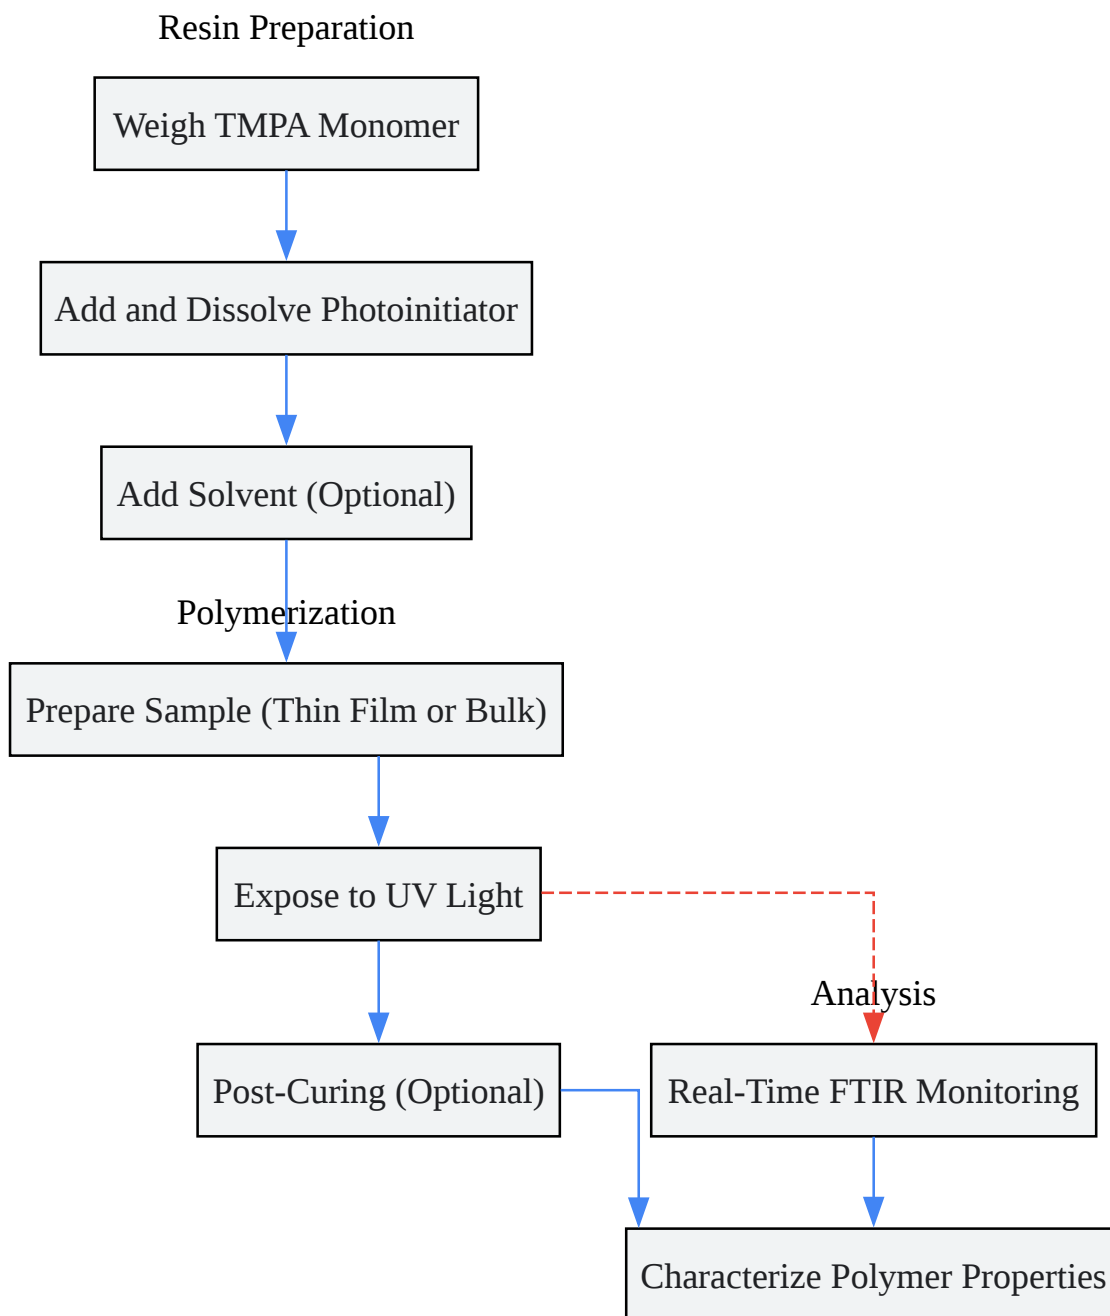 Resin Preparation
Weigh TMPA Monomer
Add and Dissolve Photoinitiator
Add Solvent (Optional)
Polymerization
Prepare Sample (Thin Film or Bulk)
Expose to UV Light
Analysis
Post-Curing (Optional)
Real-Time FTIR Monitoring
Characterize Polymer Properties